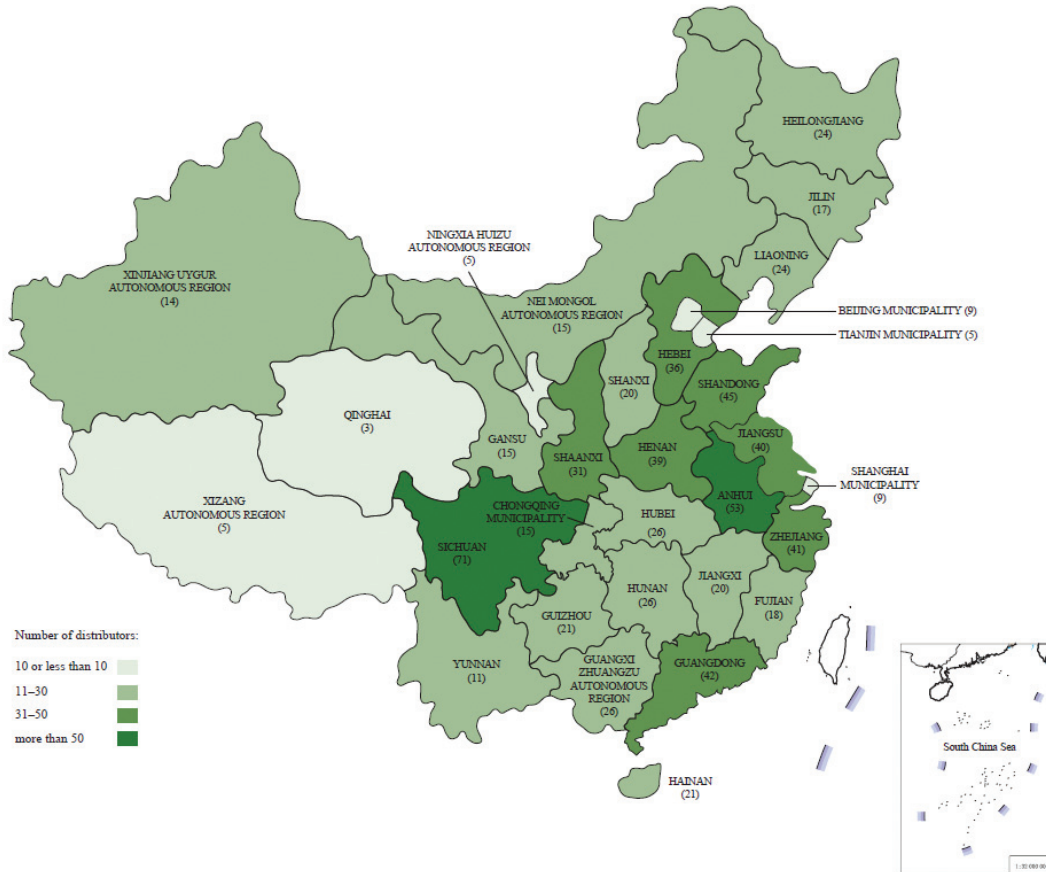 HEILONGJIANG
(24)
JILIN
(17)
LIAONING
(24)
NINGXIA HUIZU
AUTONOMOUS REGION
(5)
XINJIANG UYGUR
AUTONOMOUS REGION
(14)
NEI MONGOL
AUTONOMOUS REGION
(15)
BEIJING MUNICIPALITY (9)
TIANJIN MUNICIPALITY (5)
HEBEI
(36)
SHANXI
(20)
SHANDONG
(45)
QINGHAI
(3)
GANSU
(15)
SHAANXI
(31)
HENAN
(39)
JIANGSU
(40)
SHANGHAI
MUNICIPALITY
(9)
ANHUI
(53)
XIZANG
AUTONOMOUS REGION
(5)
CHONGQING
MUNICIPALITY
(15)
HUBEI
(26)
ZHEJIANG
(41)
SICHUAN
(71)
HUNAN
(26)
JIANGXI
(20)
FUJIAN
(18)
GUIZHOU
(21)
YUNNAN
(11)
GUANGXI
ZHUANGZU
AUTONOMOUS
REGION
(26)
GUANGDONG
(42)
HAINAN
(21)
Number of distributors:
10 or less than 10
11–30
31–50
more than 50
South China Sea